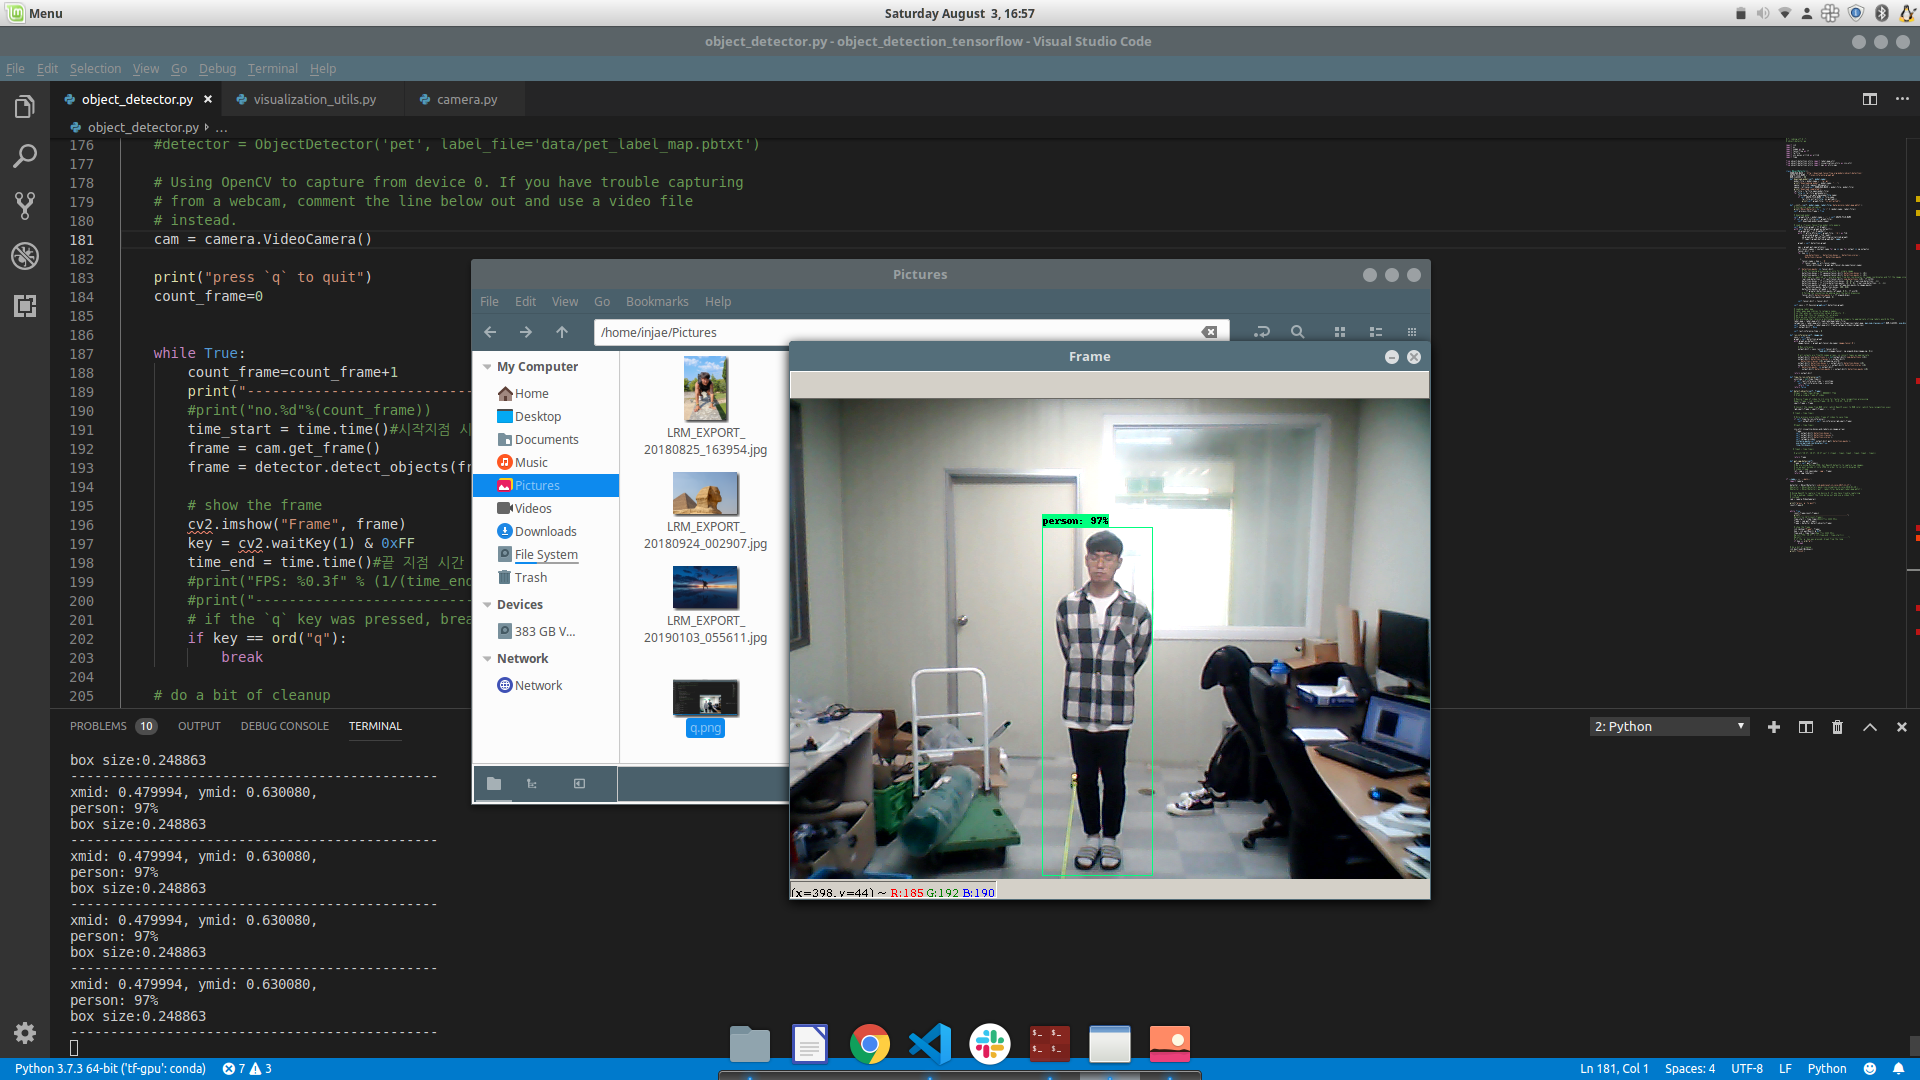 Menu
Saturday August  3, 16:57
object_detector.py - object_detection_tensorflow - Visual Studio Code
File Edit Selection View Go Debug Terminal Help
object_detector.py
visualization_utils.py
camera.py
object_detector.py
...
176 #detector = ObjectDetector('pet', label_file='data/pet_label_map.pbtxt')
177
178 # Using OpenCV to capture from device 0. If you have trouble capturing
179 # from a webcam, comment the line below out and use a video file
180 # instead.
181 cam = camera.VideoCamera()
182
183 print("press `q` to quit")
184 count_frame=0
185
186
187 while True:
188 count_frame=count_frame+1
189 print("---------------------------
190 #print("no.%d"%(count_frame))
191 time_start = time.time()#시작지점 시
192 frame = cam.get_frame()
193 frame = detector.detect_objects(fr
194
195 # show the frame
196 cv2.imshow("Frame", frame)
197 key = cv2.waitKey(1) & 0xFF
198 time_end = time.time()#끝 지점 시간
199 #print("FPS: %0.3f" % (1/(time_end
200 #print("--------------------------
201 # if the `q` key was pressed, brea
202 if key == ord("q"):
203 break
204
205 # do a bit of cleanup
Pictures
File Edit View Go Bookmarks Help
/home/injae/Pictures
My Computer
Home
Desktop
Documents
Music
Pictures
Videos
Downloads
File System
Trash
Devices
383 GB V...
Network
Network
LRM_EXPORT_
20180825_163954.jpg
LRM_EXPORT_
20180924_002907.jpg
LRM_EXPORT_
20190103_055611.jpg
q.png
Frame
person: 97%
(x=398, y=44) ~ R:185 G:192 B:190
PROBLEMS 10 OUTPUT DEBUG CONSOLE TERMINAL
2: Python
box size:0.248863
----------------------------------------------
xmid: 0.479994, ymid: 0.630080,
person: 97%
box size:0.248863
----------------------------------------------
xmid: 0.479994, ymid: 0.630080,
person: 97%
box size:0.248863
----------------------------------------------
xmid: 0.479994, ymid: 0.630080,
person: 97%
box size:0.248863
----------------------------------------------
xmid: 0.479994, ymid: 0.630080,
person: 97%
box size:0.248863
----------------------------------------------
Python 3.7.3 64-bit ('tf-gpu': conda)
7
3
Ln 181, Col 1
Spaces: 4
UTF-8
LF
Python